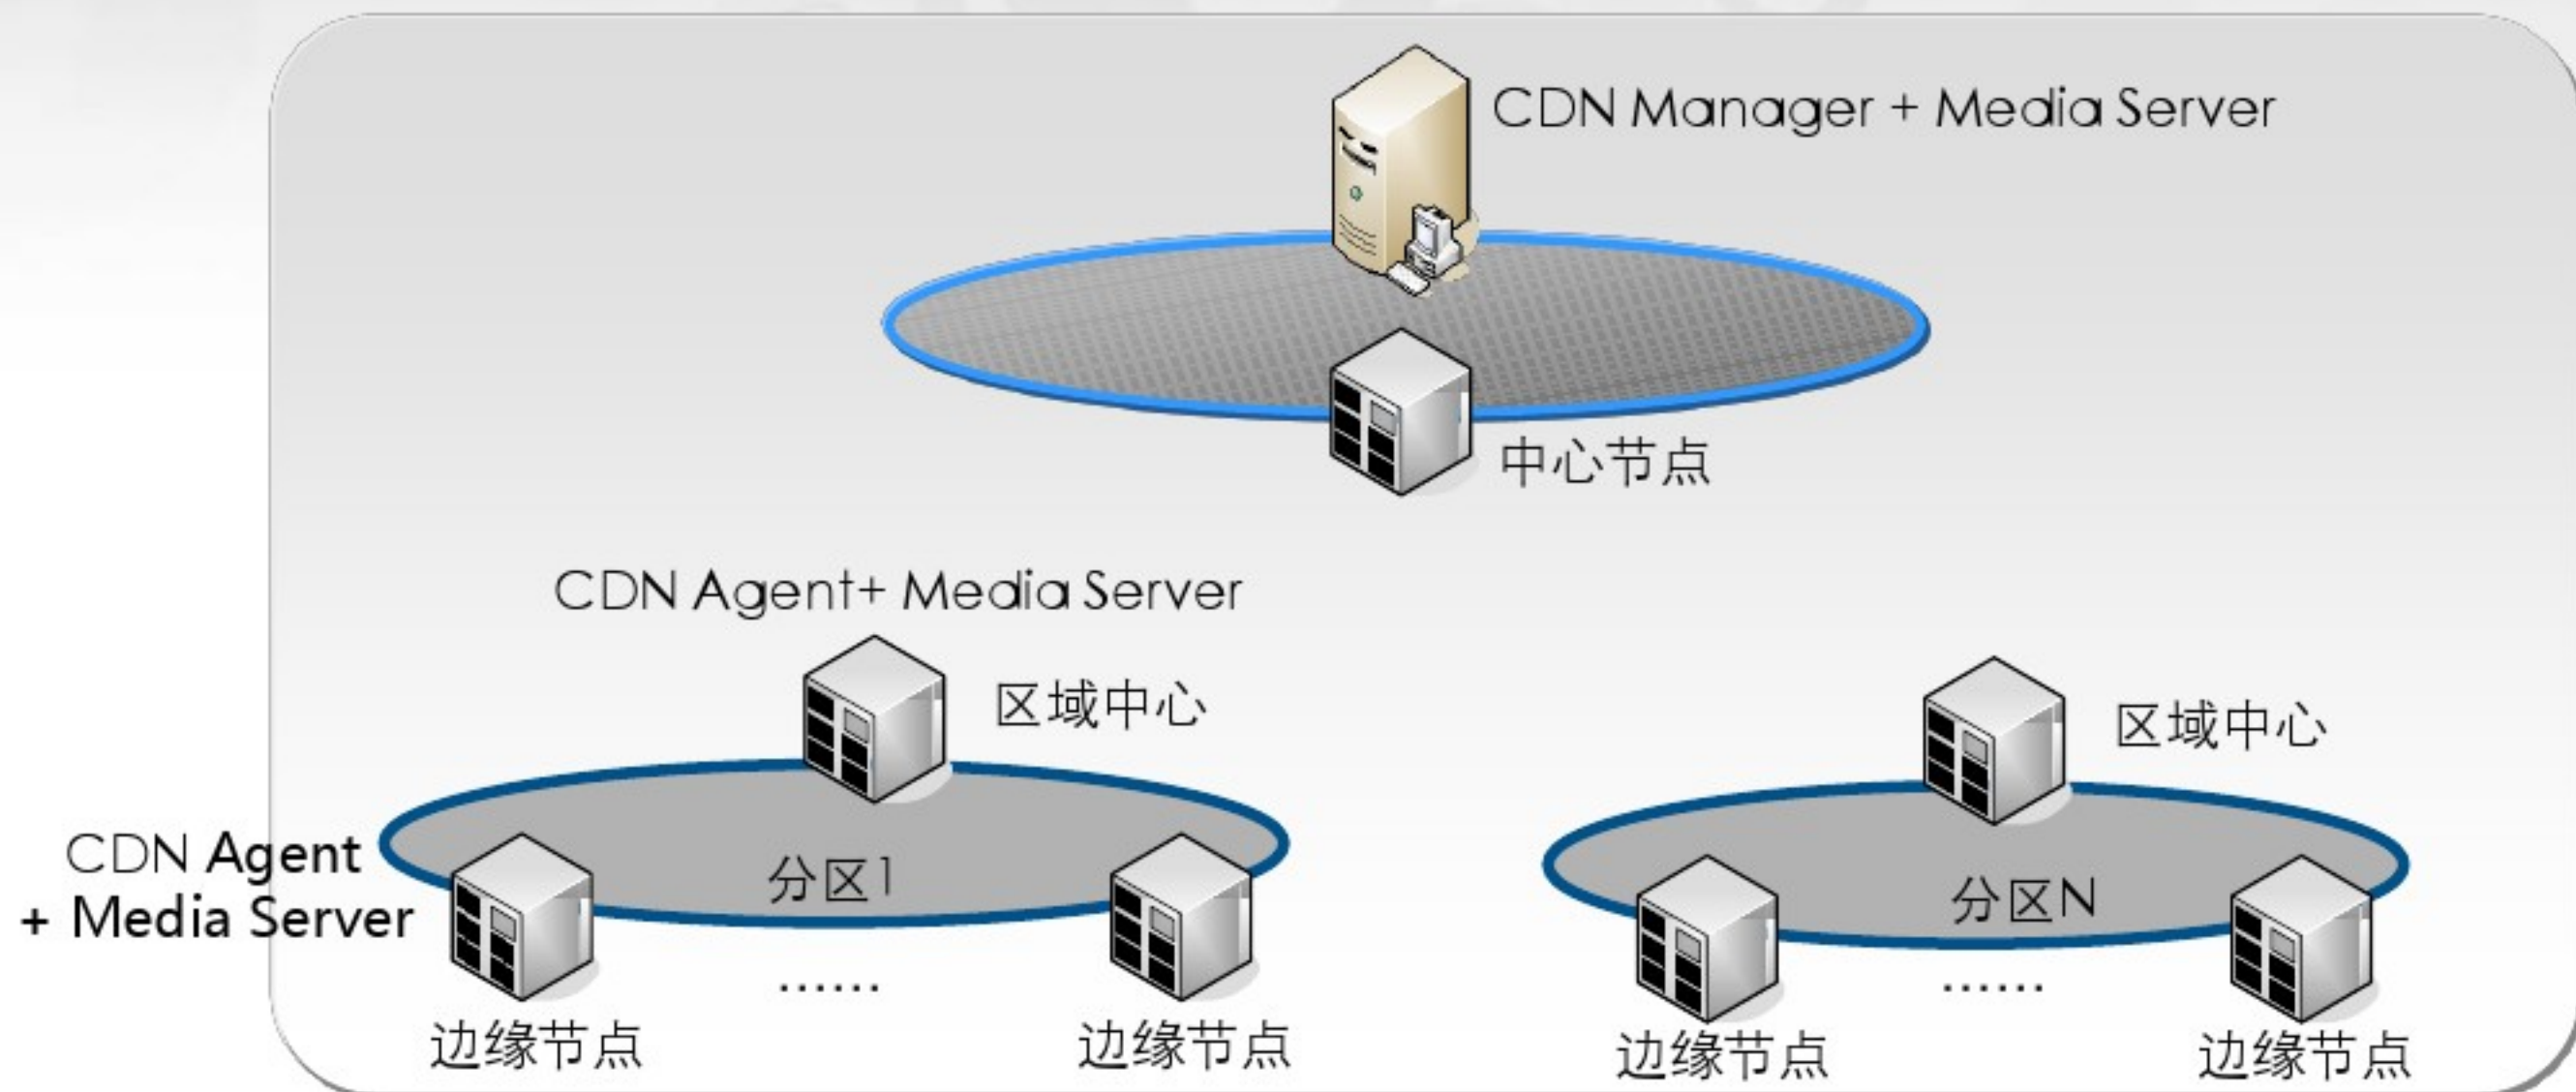 CDN Manager + Media Server
中心节点
CDN Agent+ Media Server
区域中心
区域中心
CDN Agent
+ Media Server
分区1
分区N
......
......
边缘节点
边缘节点
边缘节点
边缘节点